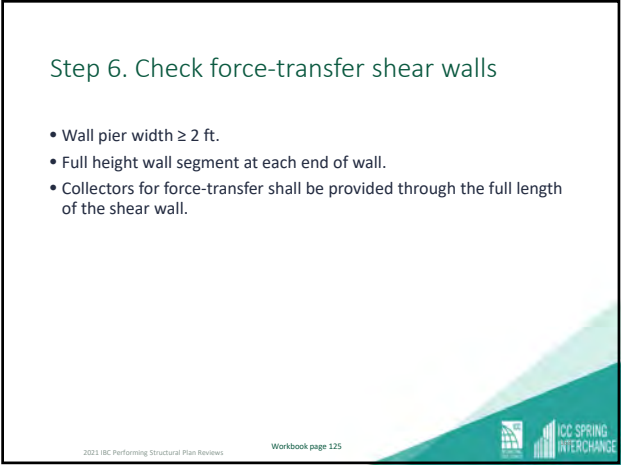 Step 6. Check force-transfer shear walls
• Wall pier width ≥ 2 ft.
• Full height wall segment at each end of wall.
• Collectors for force-transfer shall be provided through the full length
of the shear wall.
2021 IBC Performing Structural Plan Reviews
Workbook page 125
ICC SPRING
INTERCHANGE